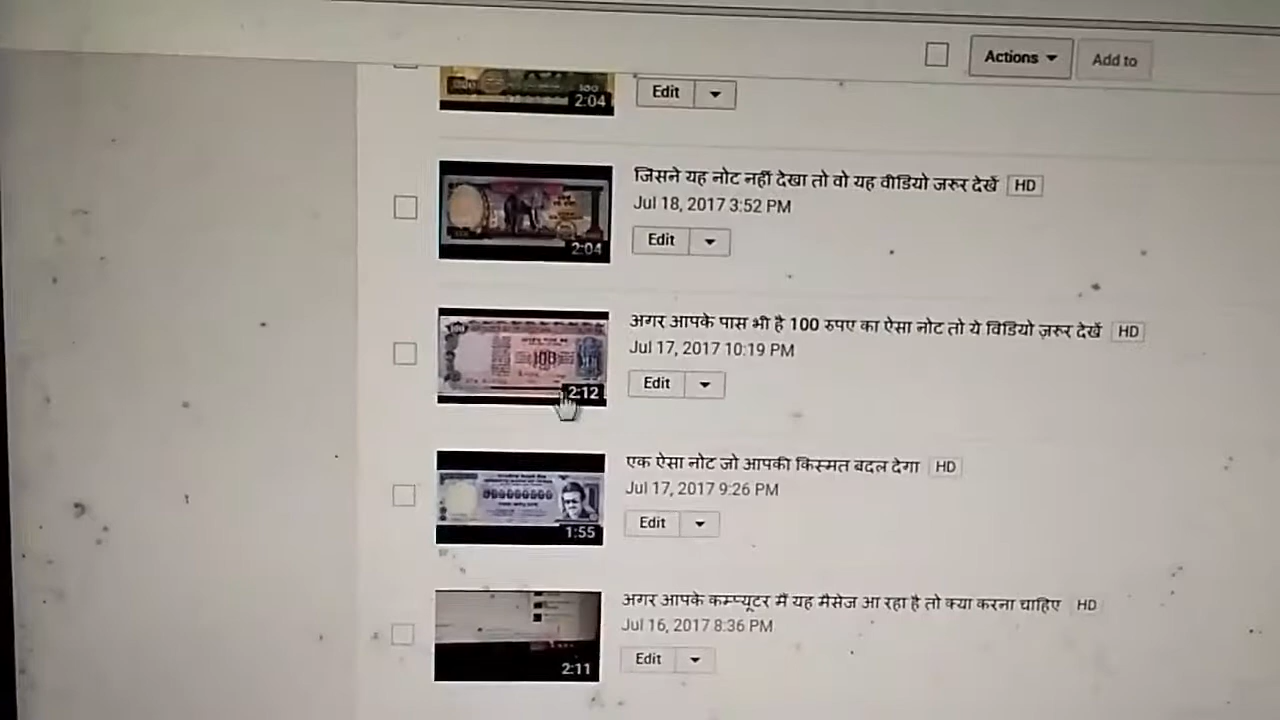 Actions
Add to
100
2:04
Edit
जिसने यह नोट नहीं देखा तो वो यह वीडियो जरुर देखें HD
Jul 18, 2017 3:52 PM
2:04
Edit
अगर आपके पास भी है 100 रुपए का ऐसा नोट तो ये विडियो ज़रूर देखें HD
Jul 17, 2017 10:19 PM
100
100
2:12
Edit
एक ऐसा नोट जो आपकी किस्मत बदल देगा HD
Jul 17, 2017 9:26 PM
1:55
Edit
अगर आपके कम्प्यूटर में यह मैसेज आ रहा है तो क्या करना चाहिए HD
Jul 16, 2017 8:36 PM
2:11
Edit